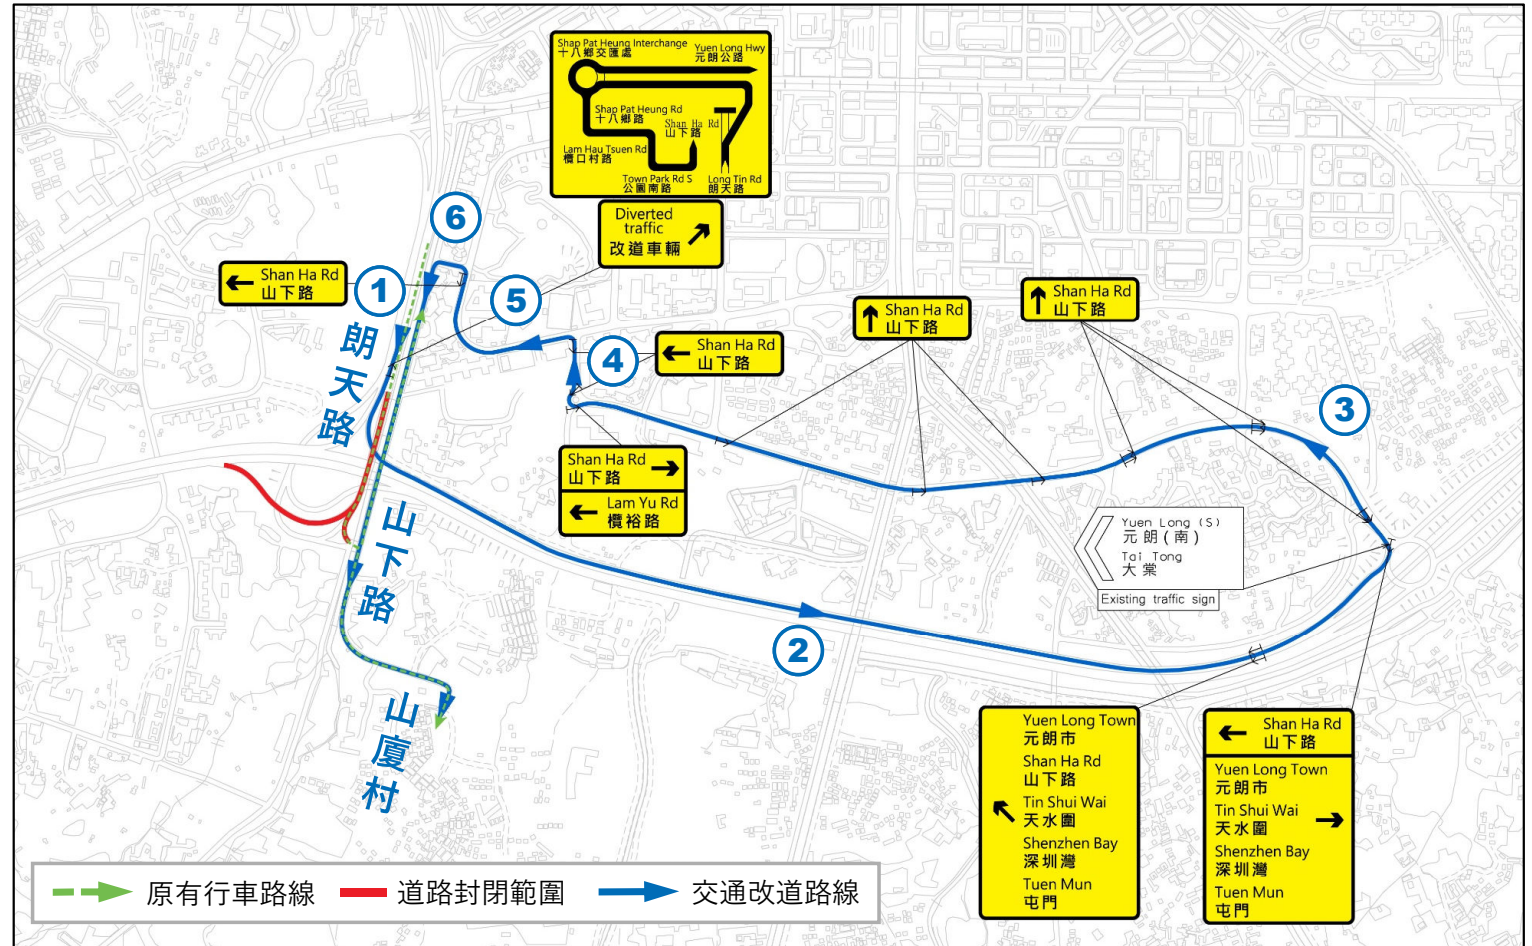 Shap Pat Heung Interchange
十八鄉交匯處
Yuen Long Hwy
元朗公路
Shap Pat Heung Rd
十八鄉路
Shan Ha Rd
山下路
Lam Hau Tsuen Rd
欖口村路
Town Park Rd S
公園南路
Long Tin Rd
朗天路
Diverted
traffic
改道車輛
6
Shan Ha Rd
山下路
1
5
朗天路
4
Shan Ha Rd
山下路
Shan Ha Rd
山下路
Shan Ha Rd
山下路
3
Shan Ha Rd
山下路
Lam Yu Rd
欖裕路
山下路
Yuen Long (S)
元朗(南)
Tai Tong
大棠
Existing traffic sign
2
山廈村
Yuen Long Town
元朗市
Shan Ha Rd
山下路
Tin Shui Wai
天水圍
Shenzhen Bay
深圳灣
Tuen Mun
屯門
Shan Ha Rd
山下路
Yuen Long Town
元朗市
Tin Shui Wai
天水圍
Shenzhen Bay
深圳灣
Tuen Mun
屯門
原有行車路線
道路封閉範圍
交通改道路線